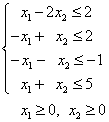 x₁ − 2x₂ ≤ 2
−x₁ + x₂ ≤ 2
−x₁ − x₂ ≤ −1
x₁ + x₂ ≤ 5
x₁ ≥ 0, x₂ ≥ 0